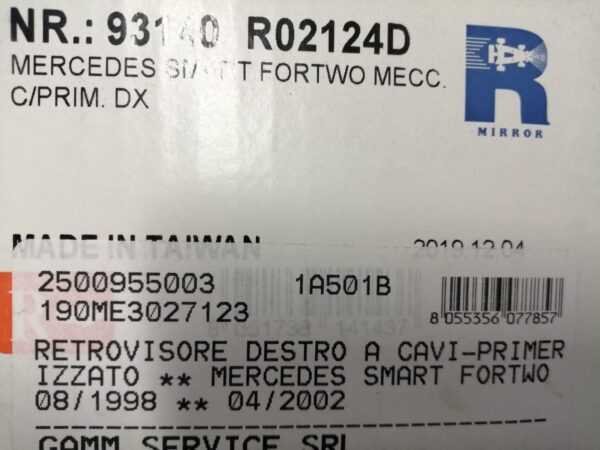 NR.: 93140 R02124D
MERCEDES SMART FORTWO MECC.
C/PRIM. DX
R
MIRROR
MADE IN TAIWAN 2019.12.04
2500955003 1A501B
190ME3027123
8 055356 077857
RETROVISORE DESTRO A CAVI-PRIMER
IZZATO ** MERCEDES SMART FORTWO
08/1998 ** 04/2002
GAMM SERVICE SRL